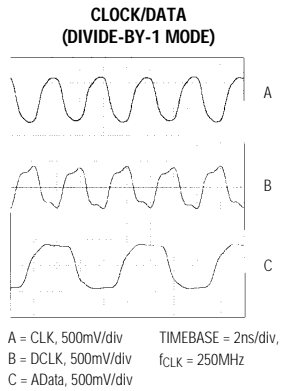 CLOCK/DATA
(DIVIDE-BY-1 MODE)
A
B
C
A = CLK, 500mV/div
B = DCLK, 500mV/div
C = AData, 500mV/div
TIMEBASE = 2ns/div,
fCLK = 250MHz